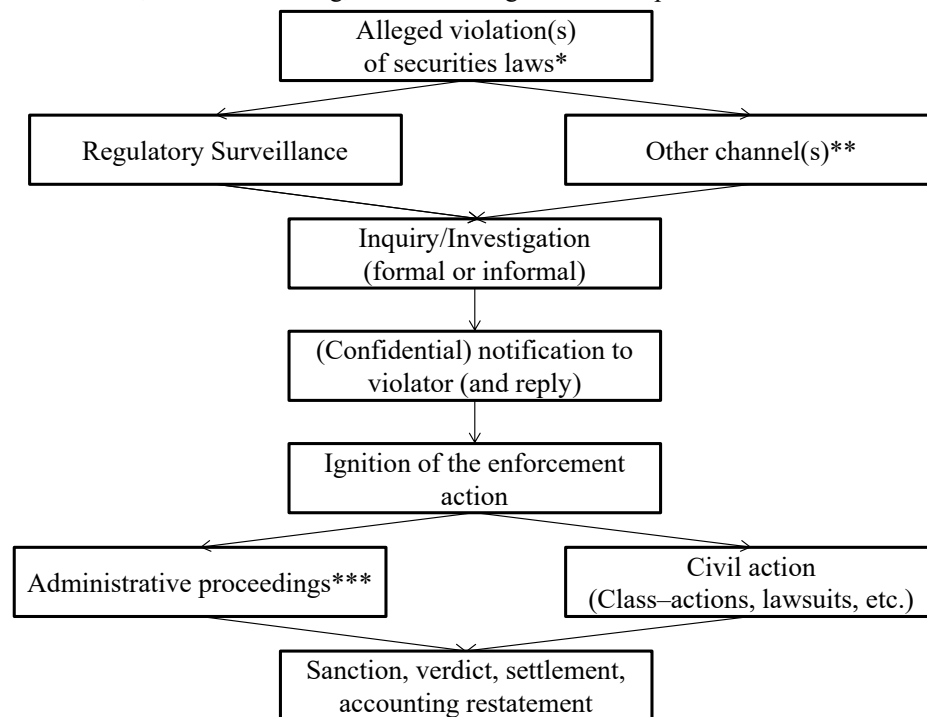 Alleged violation(s)
of securities laws*
Regulatory Surveillance
Other channel(s)**
Inquiry/Investigation
(formal or informal)
(Confidential) notification to
violator (and reply)
Ignition of the enforcement
action
Administrative proceedings***
Civil action
(Class–actions, lawsuits, etc.)
Sanction, verdict, settlement,
accounting restatement